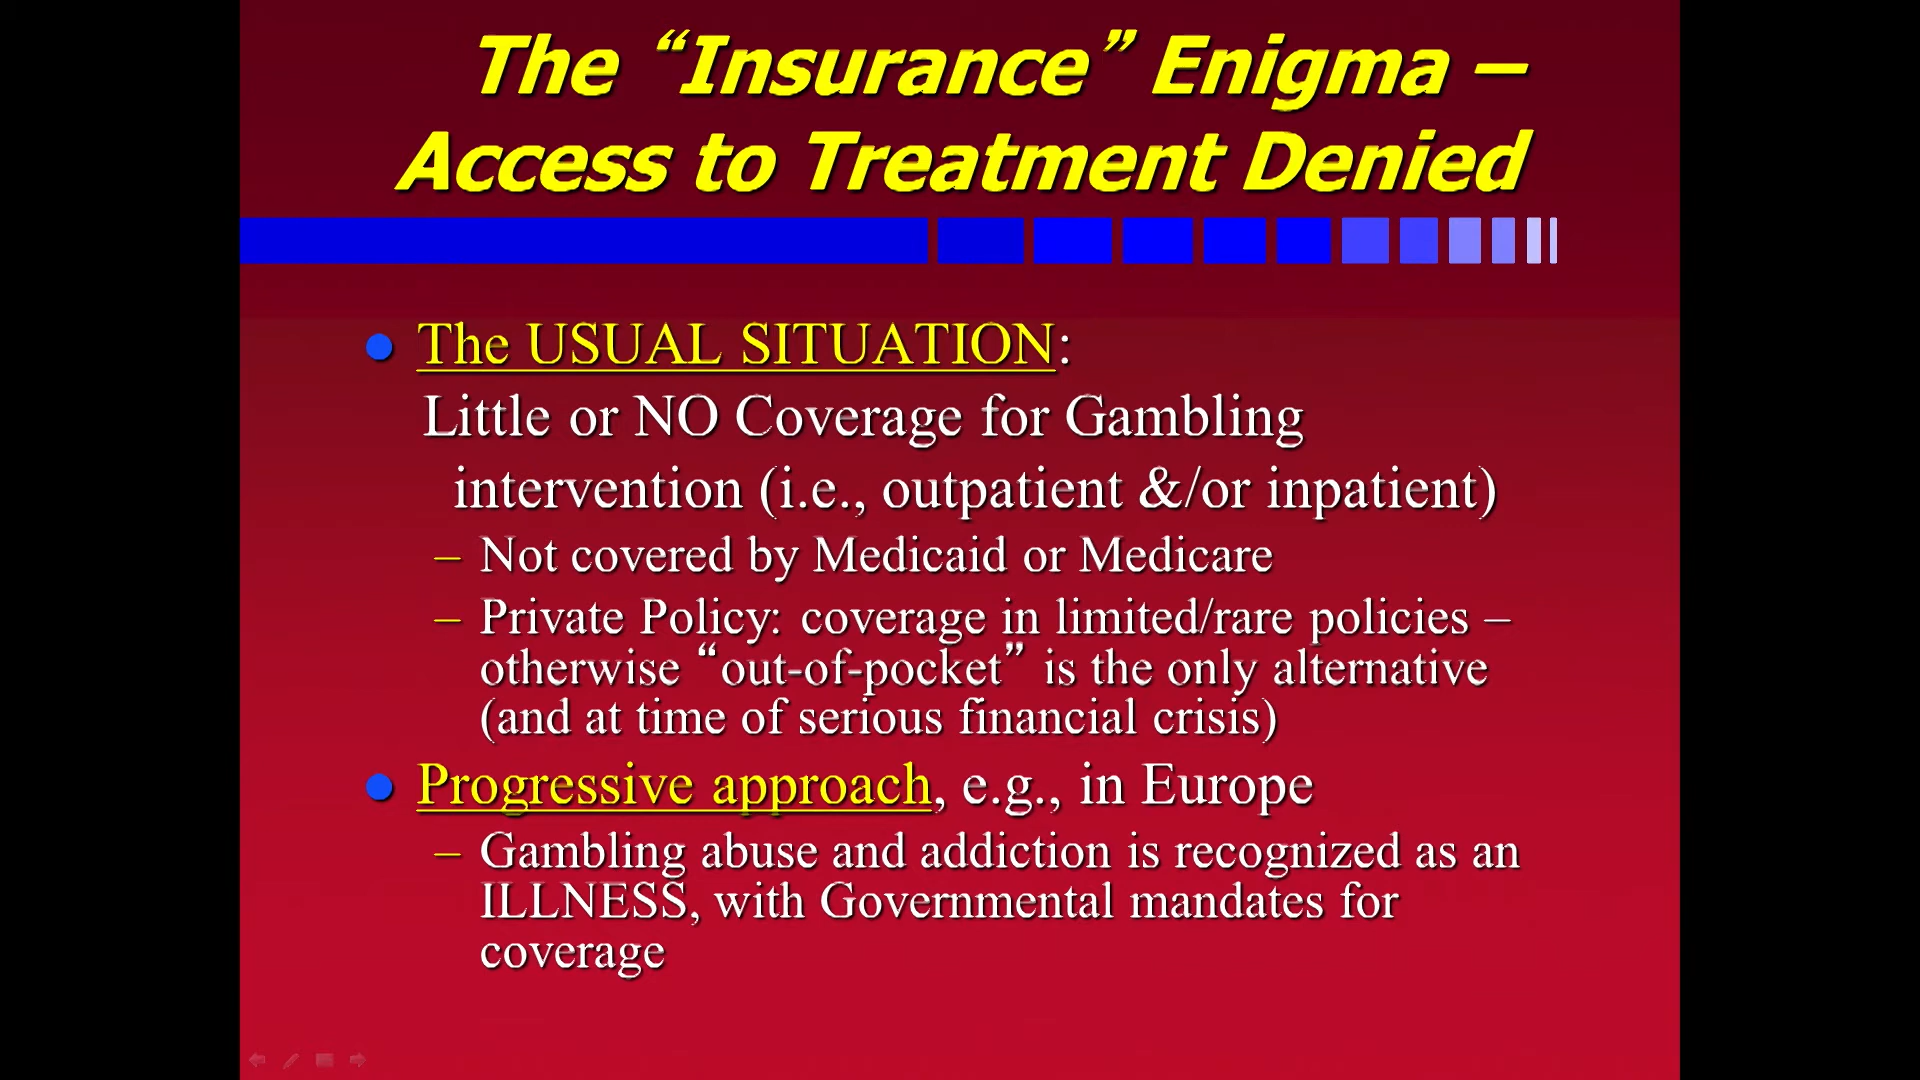 The “Insurance” Enigma –
Access to Treatment Denied
The USUAL SITUATION:
Little or NO Coverage for Gambling
intervention (i.e., outpatient &/or inpatient)
– Not covered by Medicaid or Medicare
– Private Policy: coverage in limited/rare policies –
otherwise “out-of-pocket” is the only alternative
(and at time of serious financial crisis)
Progressive approach, e.g., in Europe
– Gambling abuse and addiction is recognized as an
ILLNESS, with Governmental mandates for
coverage